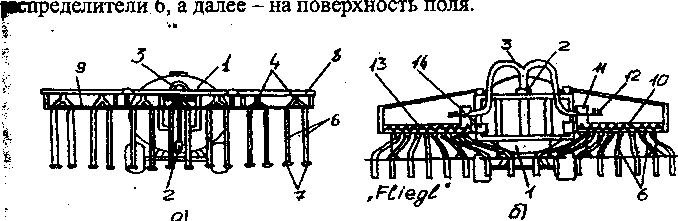 распределители 6, а далее – на поверхность поля.
3 1 4 8
9
6
2
7
а)
3 2
13 14 11 12 10
„Fliegl“
1
6
б)